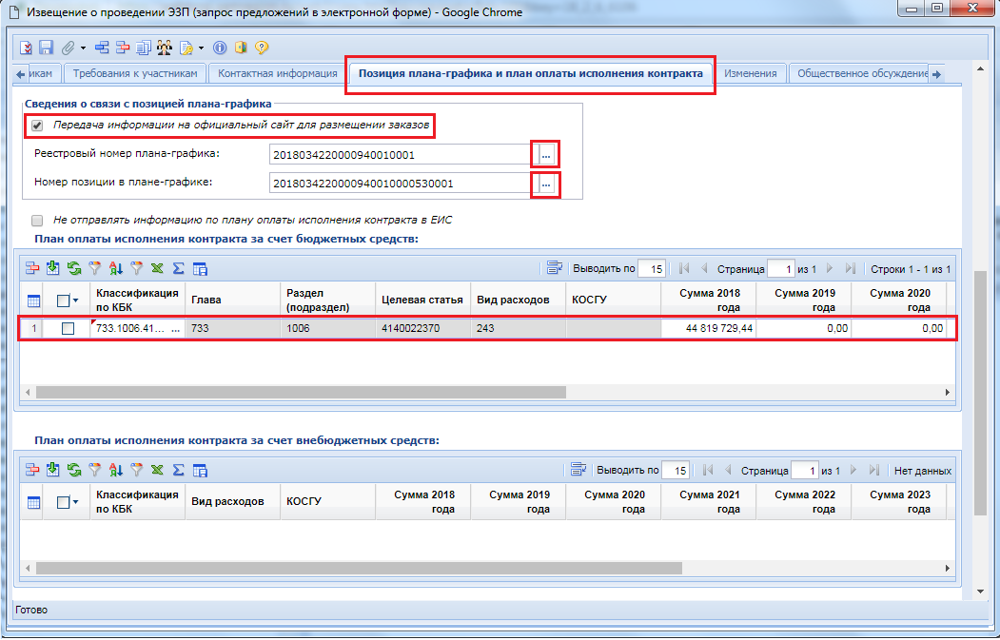 Извещение о проведении ЭЗП (запрос предложений в электронной форме) - Google Chrome
икам Требования к участникам Контактная информация Позиция плана-графика и план оплаты исполнения контракта Изменения Общественное обсуждение
Сведения о связи с позицией плана-графика
Передача информации на официальный сайт для размещении заказов
Реестровый номер плана-графика: 2018034220000940010001 ...
Номер позиции в плане-графике: 20180342200009400100005300​01 ...
Не отправлять информацию по плану оплаты исполнения контракта в ЕИС
План оплаты исполнения контракта за счет бюджетных средств:
Выводить по 15 Страница 1 из 1 Строки 1 - 1 из 1
Классификация по КБК Глава Раздел (подраздел) Целевая статья Вид расходов КОСГУ Сумма 2018 года Сумма 2019 года Сумма 2020 года
1 733.1006.41... ... 733 1006 4140022370 243 44 819 729,44 0,00 0,00
План оплаты исполнения контракта за счет внебюджетных средств:
Выводить по 15 Страница 1 из 1 Нет данных
Классификация по КБК Вид расходов КОСГУ Сумма 2018 года Сумма 2019 года Сумма 2020 года Сумма 2021 года Сумма 2022 года Сумма 2023 года
Готово